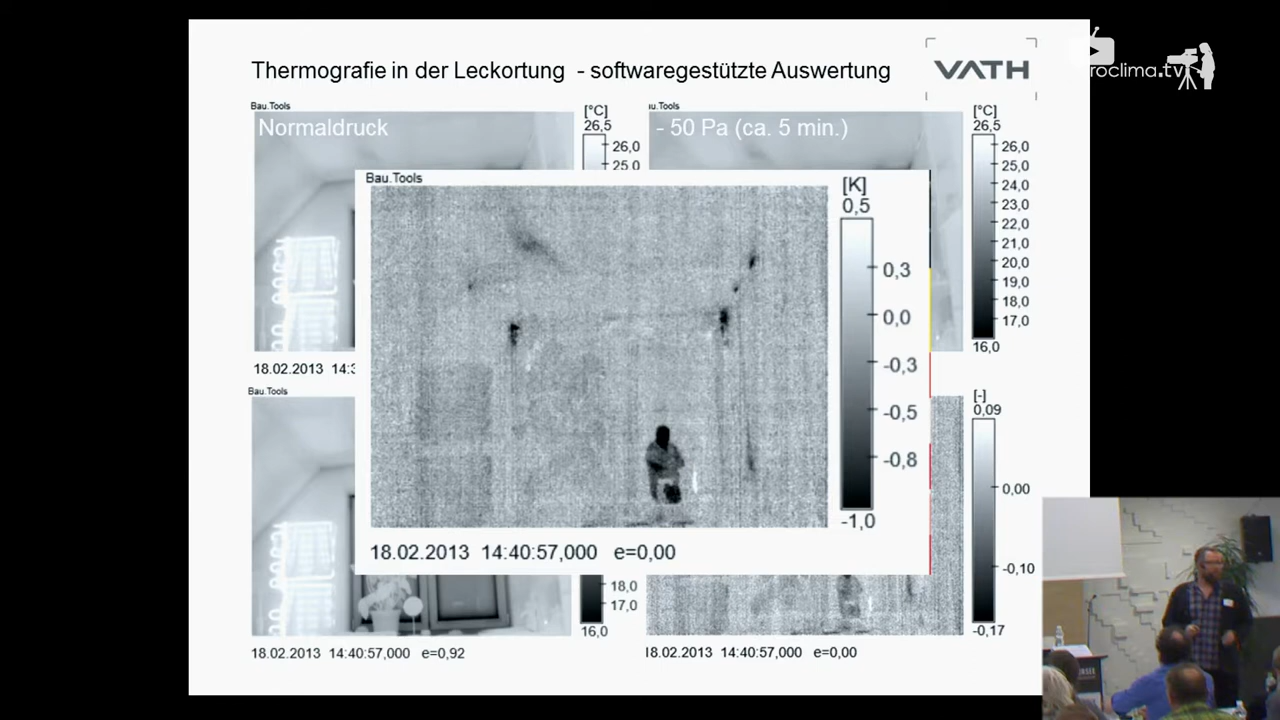 Thermografie in der Leckortung - softwaregestützte Auswertung
VATH
roclima.tv
Bau.Tools
Normaldruck
[°C]
26,5
26,0
25,0
u.Tools
- 50 Pa (ca. 5 min.)
[°C]
26,5
26,0
25,0
24,0
23,0
22,0
21,0
20,0
19,0
18,0
17,0
16,0
Bau.Tools
[K]
0,5
0,3
0,0
-0,3
-0,5
-0,8
-1,0
18.02.2013 14:40:57,000 e=0,00
18.02.2013 14:3
Bau.Tools
18,0
17,0
16,0
18.02.2013 14:40:57,000 e=0,92
[-]
0,09
0,00
-0,10
-0,17
18.02.2013 14:40:57,000 e=0,00